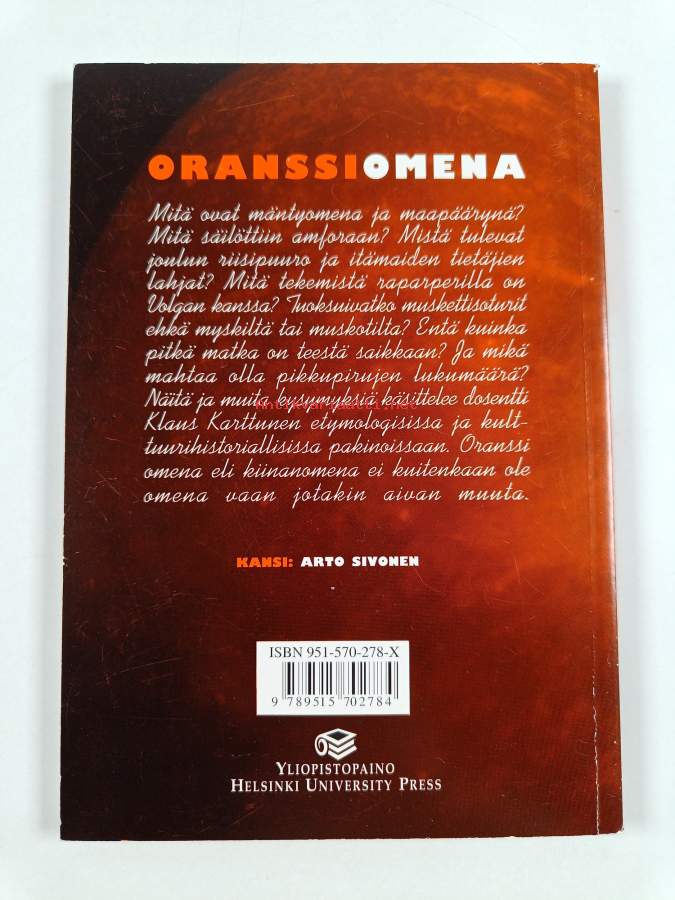 ORANSSIOMENA
Mitä ovat mäntyomena ja maapäärynä?
Mitä säilöttiin amforaan? Mistä tulevat
joulun riisipuuro ja itämaiden tietäjien
lahjat? Mitä tekemistä raparperilla on
Volgan kanssa? Tuoksuivatko muskettisoturit
ehkä myskiltä tai muskotilta? Entä kuinka
pitkä matka on teestä saikkaan? Ja mikä
mahtaa olla pikkupirujen lukumäärä?
Näitä ja muita kysymyksiä käsittelee dosentti
antikvariaatti.net
Klaus Karttunen etymologisissa ja kult-
tuurihistoriallisissa pakinoissaan. Oranssi
omena eli kiinanomena ei kuitenkaan ole
omena vaan jotakin aivan muuta.
KANSI: ARTO SIVONEN
ISBN 951-570-278-X
9 789515 702784
YLIOPISTOPAINO
HELSINKI UNIVERSITY PRESS